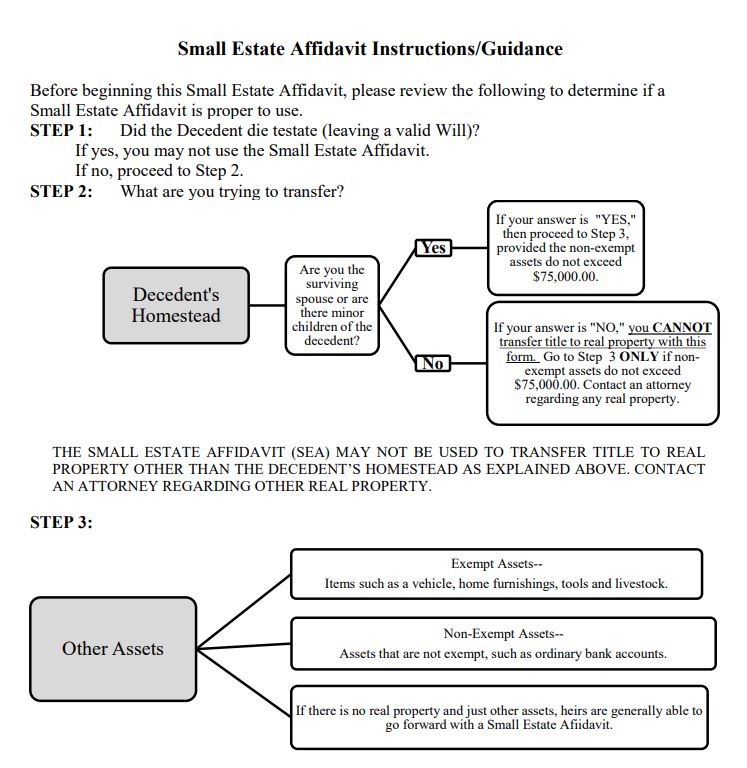 Small Estate Affidavit Instructions/Guidance
Before beginning this Small Estate Affidavit, please review the following to determine if a
Small Estate Affidavit is proper to use.
STEP 1: Did the Decedent die testate (leaving a valid Will)?
If yes, you may not use the Small Estate Affidavit.
If no, proceed to Step 2.
STEP 2: What are you trying to transfer?
Decedent's
Homestead
Are you the
surviving
spouse or are
there minor
children of the
decedent?
Yes
If your answer is "YES,"
then proceed to Step 3,
provided the non-exempt
assets do not exceed
$75,000.00.
No
If your answer is "NO," you CANNOT
transfer title to real property with this
form. Go to Step 3 ONLY if non-
exempt assets do not exceed
$75,000.00. Contact an attorney
regarding any real property.
THE SMALL ESTATE AFFIDAVIT (SEA) MAY NOT BE USED TO TRANSFER TITLE TO REAL
PROPERTY OTHER THAN THE DECEDENT’S HOMESTEAD AS EXPLAINED ABOVE. CONTACT
AN ATTORNEY REGARDING OTHER REAL PROPERTY.
STEP 3:
Other Assets
Exempt Assets--
Items such as a vehicle, home furnishings, tools and livestock.
Non-Exempt Assets--
Assets that are not exempt, such as ordinary bank accounts.
If there is no real property and just other assets, heirs are generally able to
go forward with a Small Estate Afiidavit.